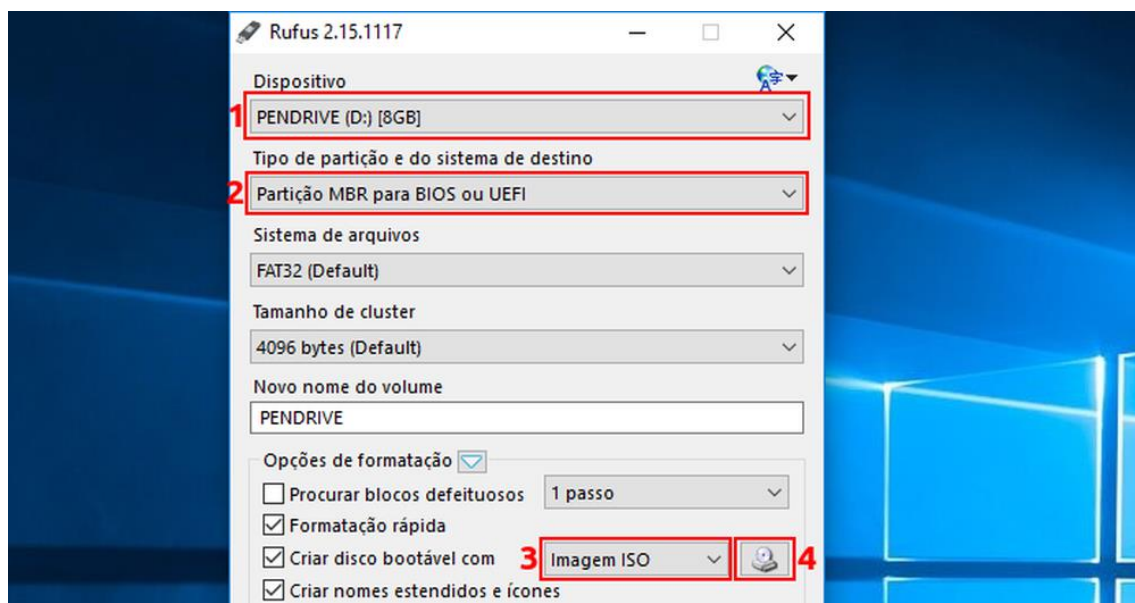 Rufus 2.15.1117
Dispositivo
1 PENDRIVE (D:) [8GB]
Tipo de partição e do sistema de destino
2 Partição MBR para BIOS ou UEFI
Sistema de arquivos
FAT32 (Default)
Tamanho de cluster
4096 bytes (Default)
Novo nome do volume
PENDRIVE
Opções de formatação
Procurar blocos defeituosos 1 passo
Formatação rápida
Criar disco bootável com 3 Imagem ISO 4
Criar nomes estendidos e ícones